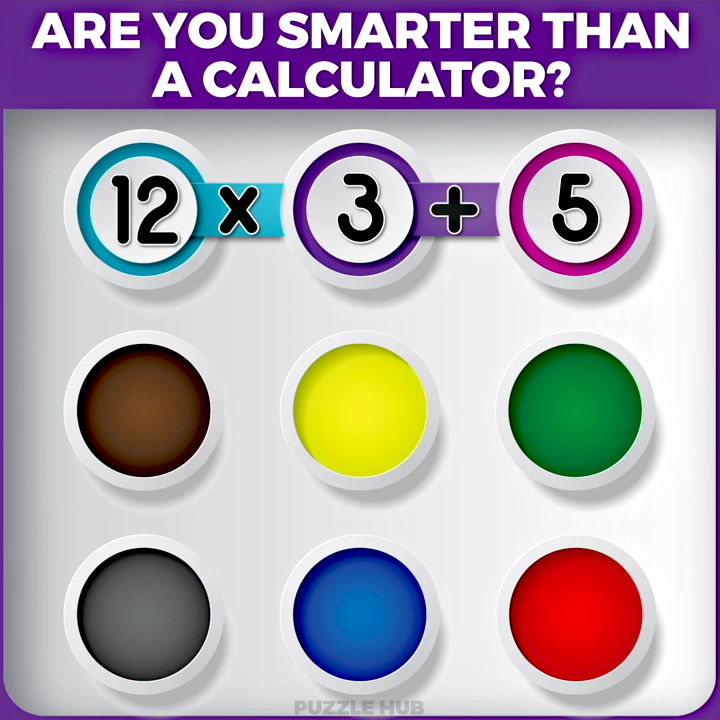 ARE YOU SMARTER THAN
A CALCULATOR?
12 x 3 + 5
PUZZLE HUB